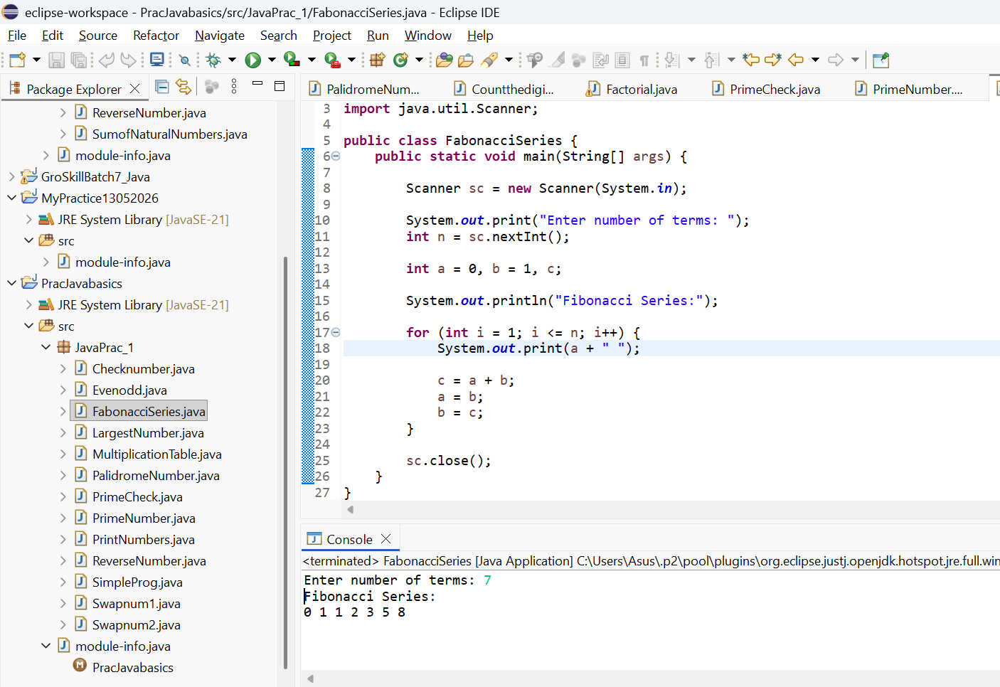 eclipse-workspace - PracJavabasics/src/JavaPrac_1/FabonacciSeries.java - Eclipse IDE
File Edit Source Refactor Navigate Search Project Run Window Help
Package Explorer
ReverseNumber.java
SumofNaturalNumbers.java
module-info.java
GroSkillBatch7_Java
MyPractice13052026
JRE System Library [JavaSE-21]
src
module-info.java
PracJavabasics
JRE System Library [JavaSE-21]
src
JavaPrac_1
Checknumber.java
Evenodd.java
FabonacciSeries.java
LargestNumber.java
MultiplicationTable.java
PalidromeNumber.java
PrimeCheck.java
PrimeNumber.java
PrintNumbers.java
ReverseNumber.java
SimpleProg.java
Swapnum1.java
Swapnum2.java
module-info.java
PracJavabasics
PalidromeNum... Countthedigi... Factorial.java PrimeCheck.java PrimeNumber....
3 import java.util.Scanner;
4
5 public class FabonacciSeries {
6 public static void main(String[] args) {
7
8 Scanner sc = new Scanner(System.in);
9
10 System.out.print("Enter number of terms: ");
11 int n = sc.nextInt();
12
13 int a = 0, b = 1, c;
14
15 System.out.println("Fibonacci Series:");
16
17 for (int i = 1; i <= n; i++) {
18 System.out.print(a + " ");
19
20 c = a + b;
21 a = b;
22 b = c;
23 }
24
25 sc.close();
26 }
27 }
Console
<terminated> FabonacciSeries [Java Application] C:\Users\Asus\.p2\pool\plugins\org.eclipse.justj.openjdk.hotspot.jre.full.win
Enter number of terms: 7
Fibonacci Series:
0 1 1 2 3 5 8